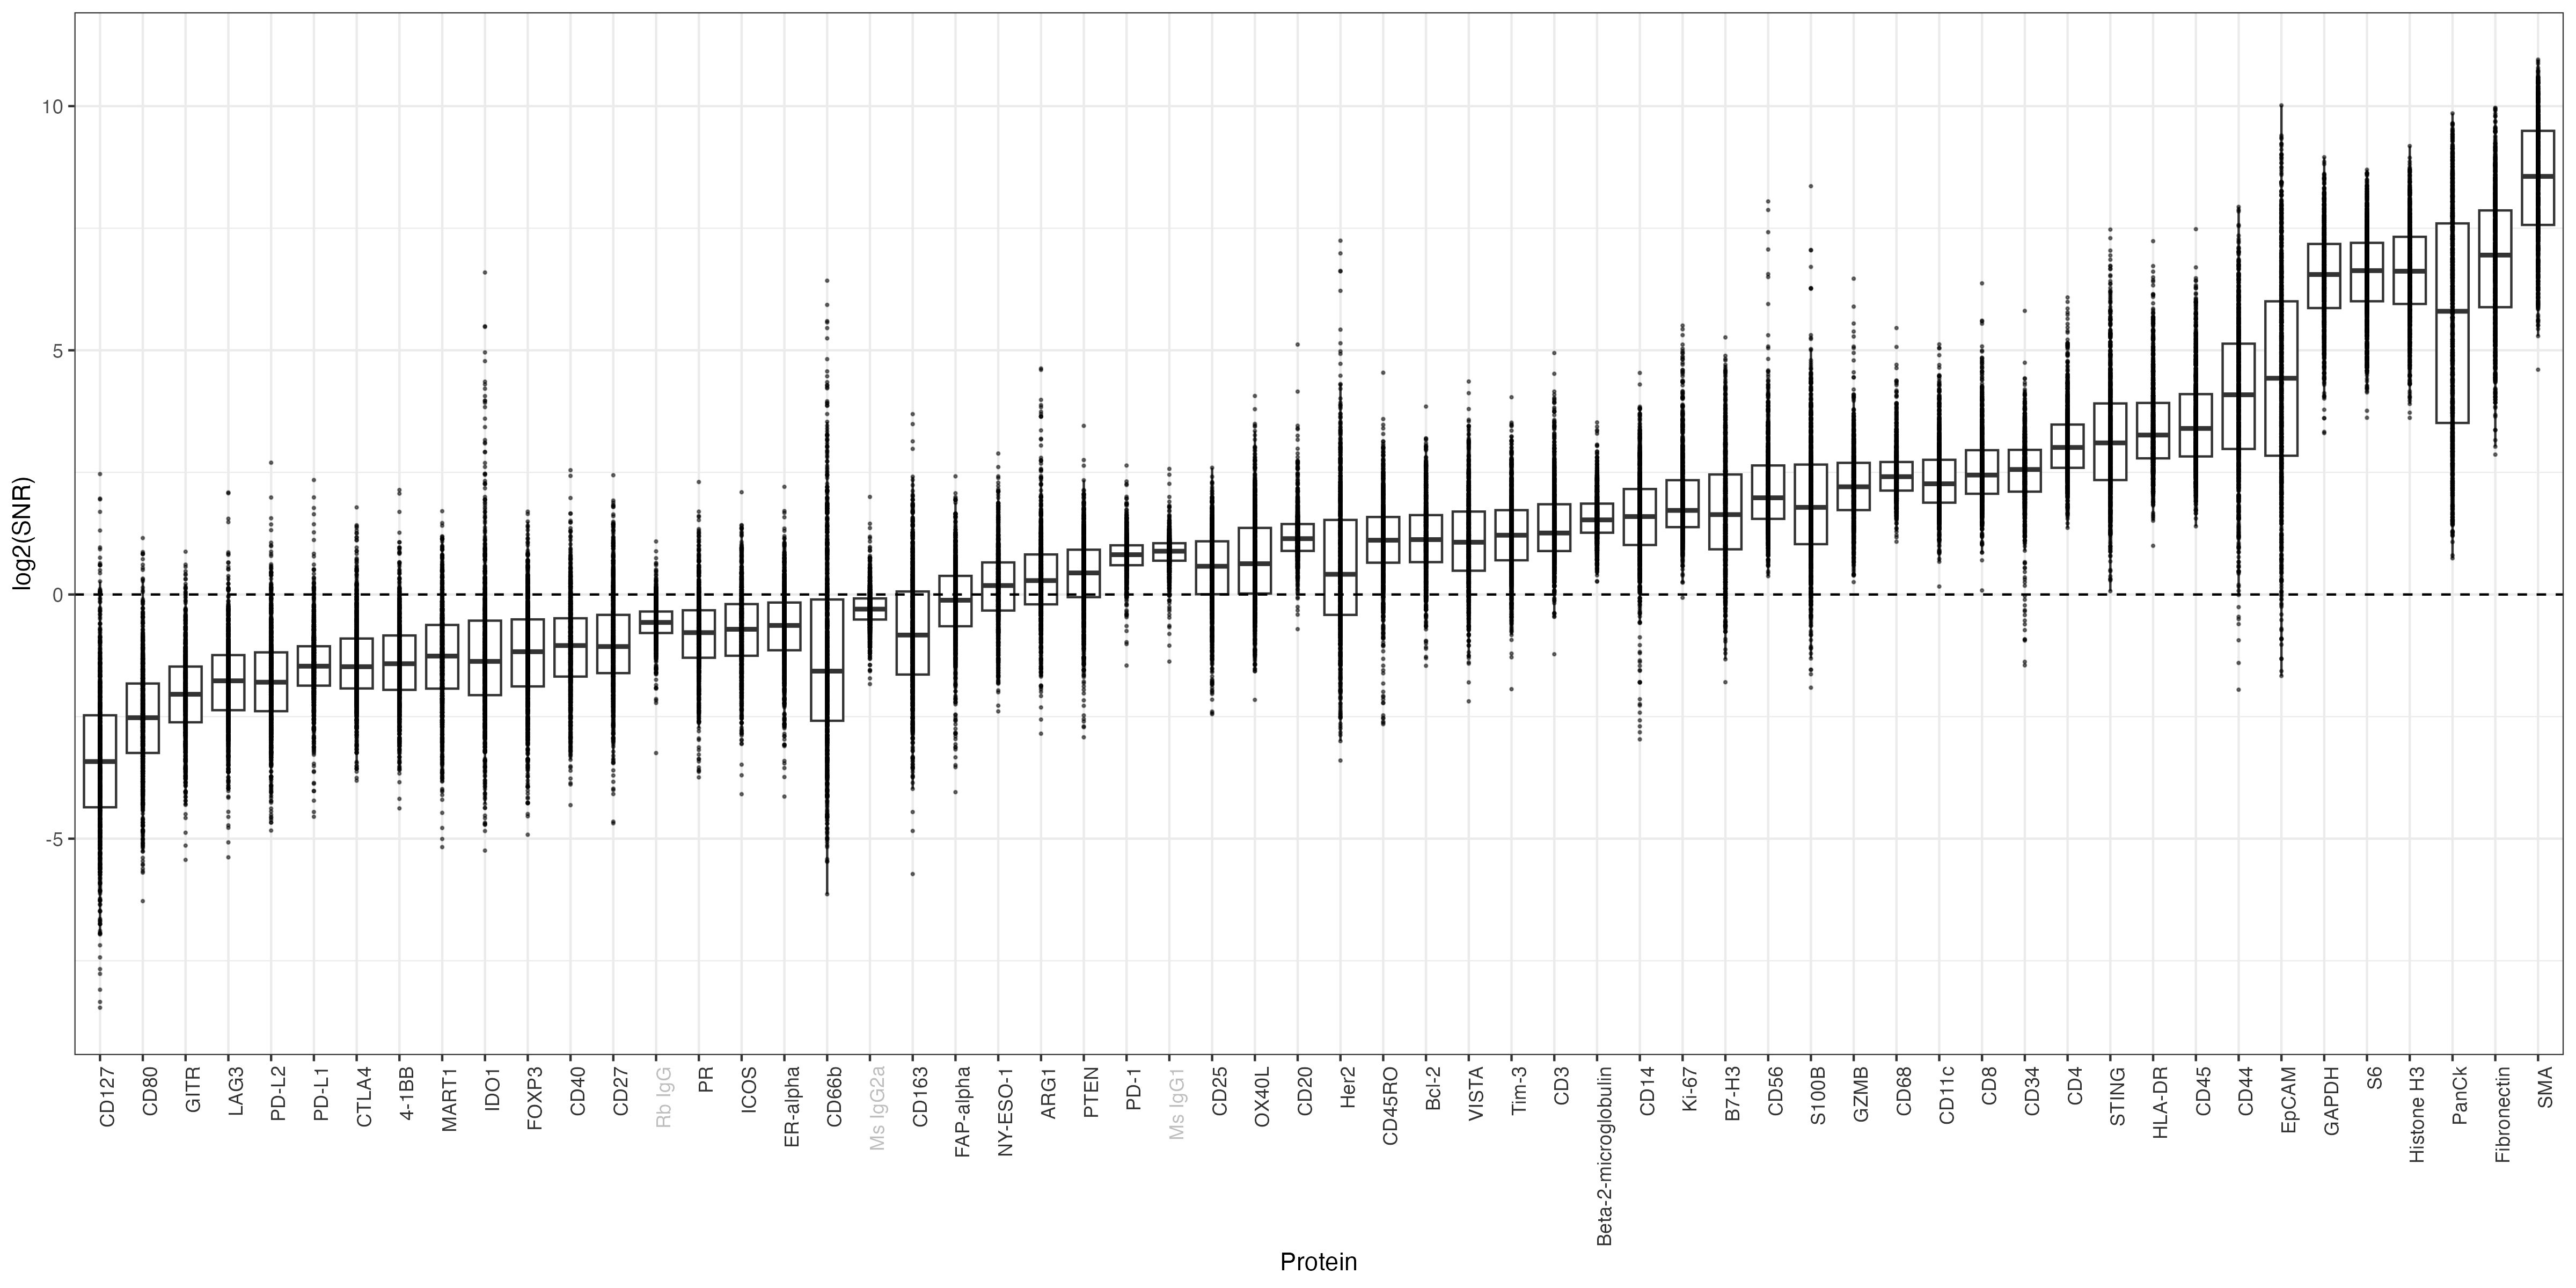 log2(SNR)
10
5
0
-5
CD127
CD80
GITR
LAG3
PD-L2
PD-L1
CTLA4
4-1BB
MART1
IDO1
FOXP3
CD40
CD27
Rb IgG
PR
ICOS
ER-alpha
CD66b
Ms IgG2a
CD163
FAP-alpha
NY-ESO-1
ARG1
PTEN
PD-1
Ms IgG1
CD25
OX40L
CD20
Her2
CD45RO
Bcl-2
VISTA
Tim-3
CD3
Beta-2-microglobulin
CD14
Ki-67
B7-H3
CD56
S100B
GZMB
CD68
CD11c
CD8
CD34
CD4
STING
HLA-DR
CD45
CD44
EpCAM
GAPDH
S6
Histone H3
PanCk
Fibronectin
SMA
Protein